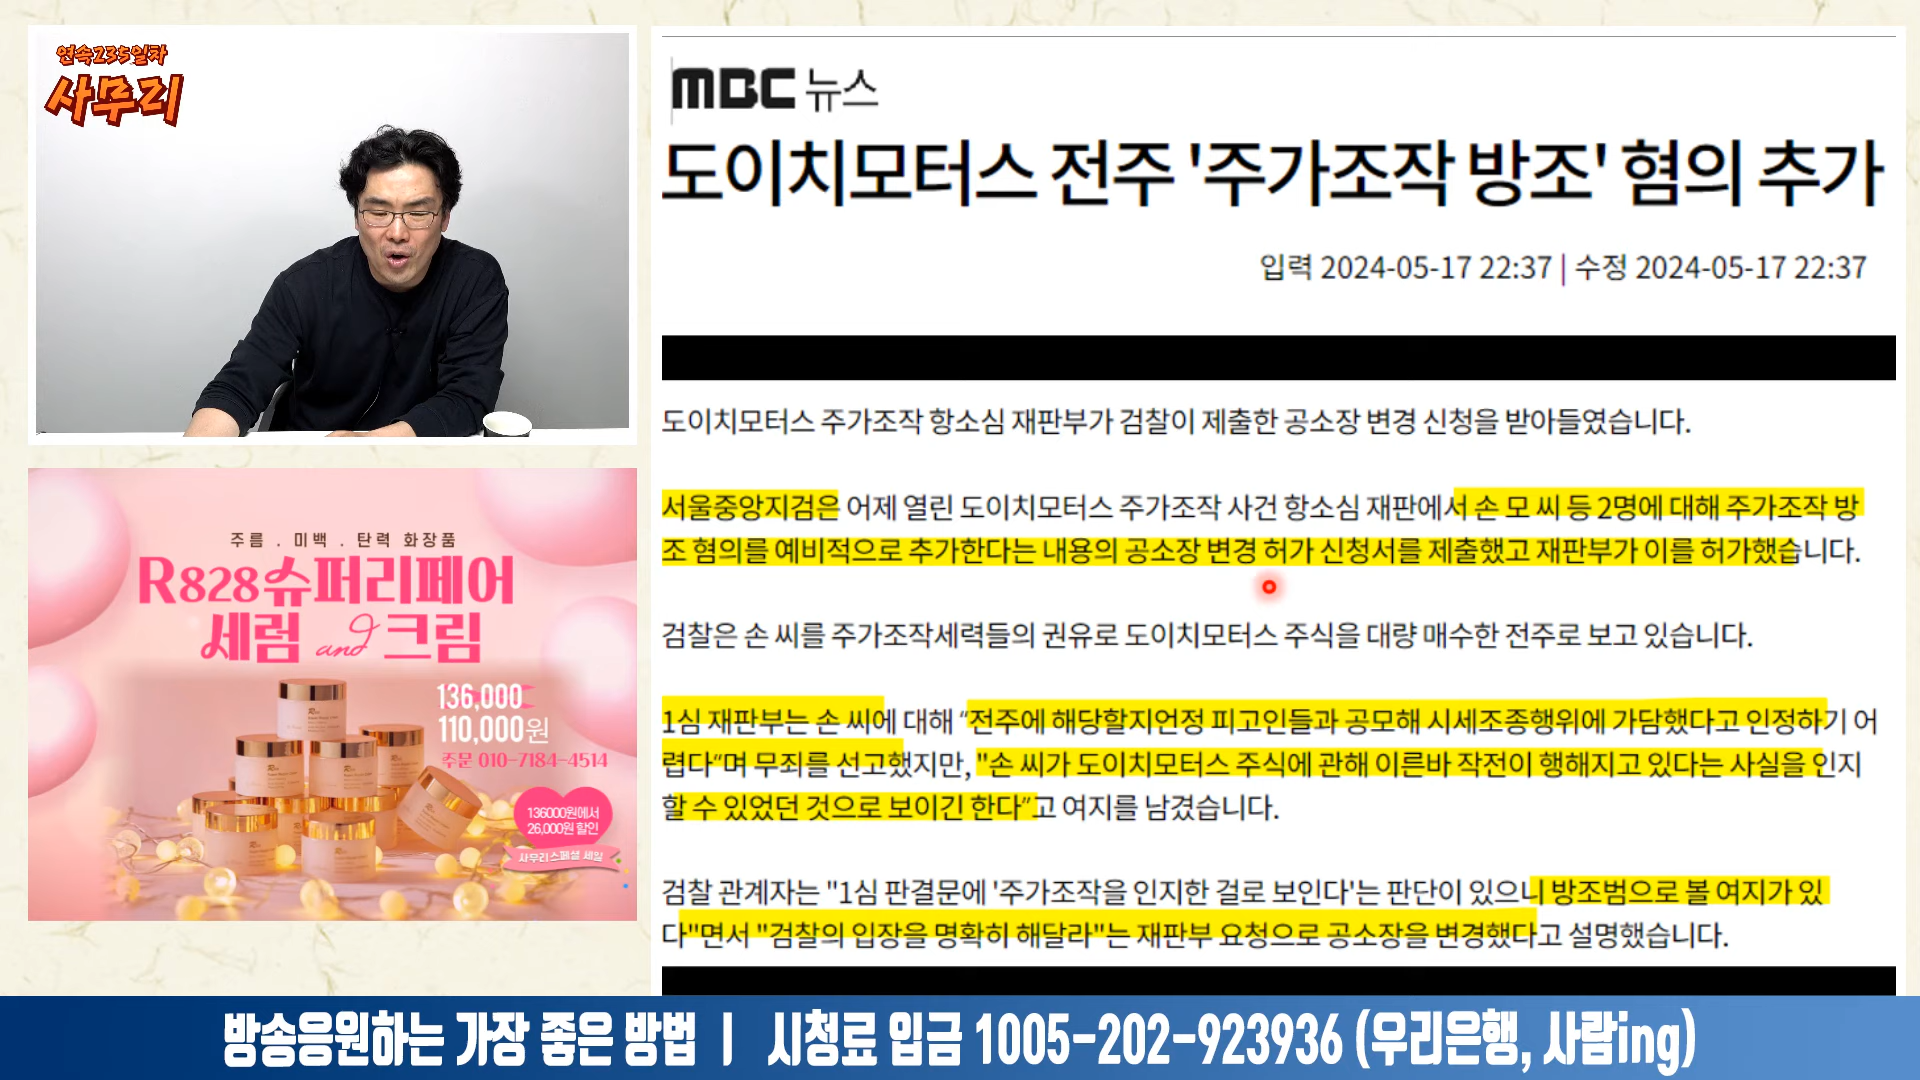 연속235일차
사무리
MBC 뉴스
도이치모터스 전주 '주가조작 방조' 혐의 추가
입력 2024-05-17 22:37 | 수정 2024-05-17 22:37
도이치모터스 주가조작 항소심 재판부가 검찰이 제출한 공소장 변경 신청을 받아들였습니다.
서울중앙지검은 어제 열린 도이치모터스 주가조작 사건 항소심 재판에서 손 모 씨 등 2명에 대해 주가조작 방
조 혐의를 예비적으로 추가한다는 내용의 공소장 변경 허가 신청서를 제출했고 재판부가 이를 허가했습니다.
검찰은 손 씨를 주가조작세력들의 권유로 도이치모터스 주식을 대량 매수한 전주로 보고 있습니다.
1심 재판부는 손 씨에 대해 “전주에 해당할지언정 피고인들과 공모해 시세조종행위에 가담했다고 인정하기 어
렵다“며 무죄를 선고했지만, "손 씨가 도이치모터스 주식에 관해 이른바 작전이 행해지고 있다는 사실을 인지
할 수 있었던 것으로 보이긴 한다”고 여지를 남겼습니다.
검찰 관계자는 "1심 판결문에 '주가조작을 인지한 걸로 보인다'는 판단이 있으니 방조범으로 볼 여지가 있
다"면서 "검찰의 입장을 명확히 해달라"는 재판부 요청으로 공소장을 변경했다고 설명했습니다.
주름 . 미백 . 탄력 화장품
R828슈퍼리페어
세럼 and 크림
136,000
110,000원
주문 010-7184-4514
136000원에서
26,000원 할인
사무리스페셜 세일
방송응원하는 가장 좋은 방법 | 시청료 입금 1005-202-923936 (우리은행, 사람ing)